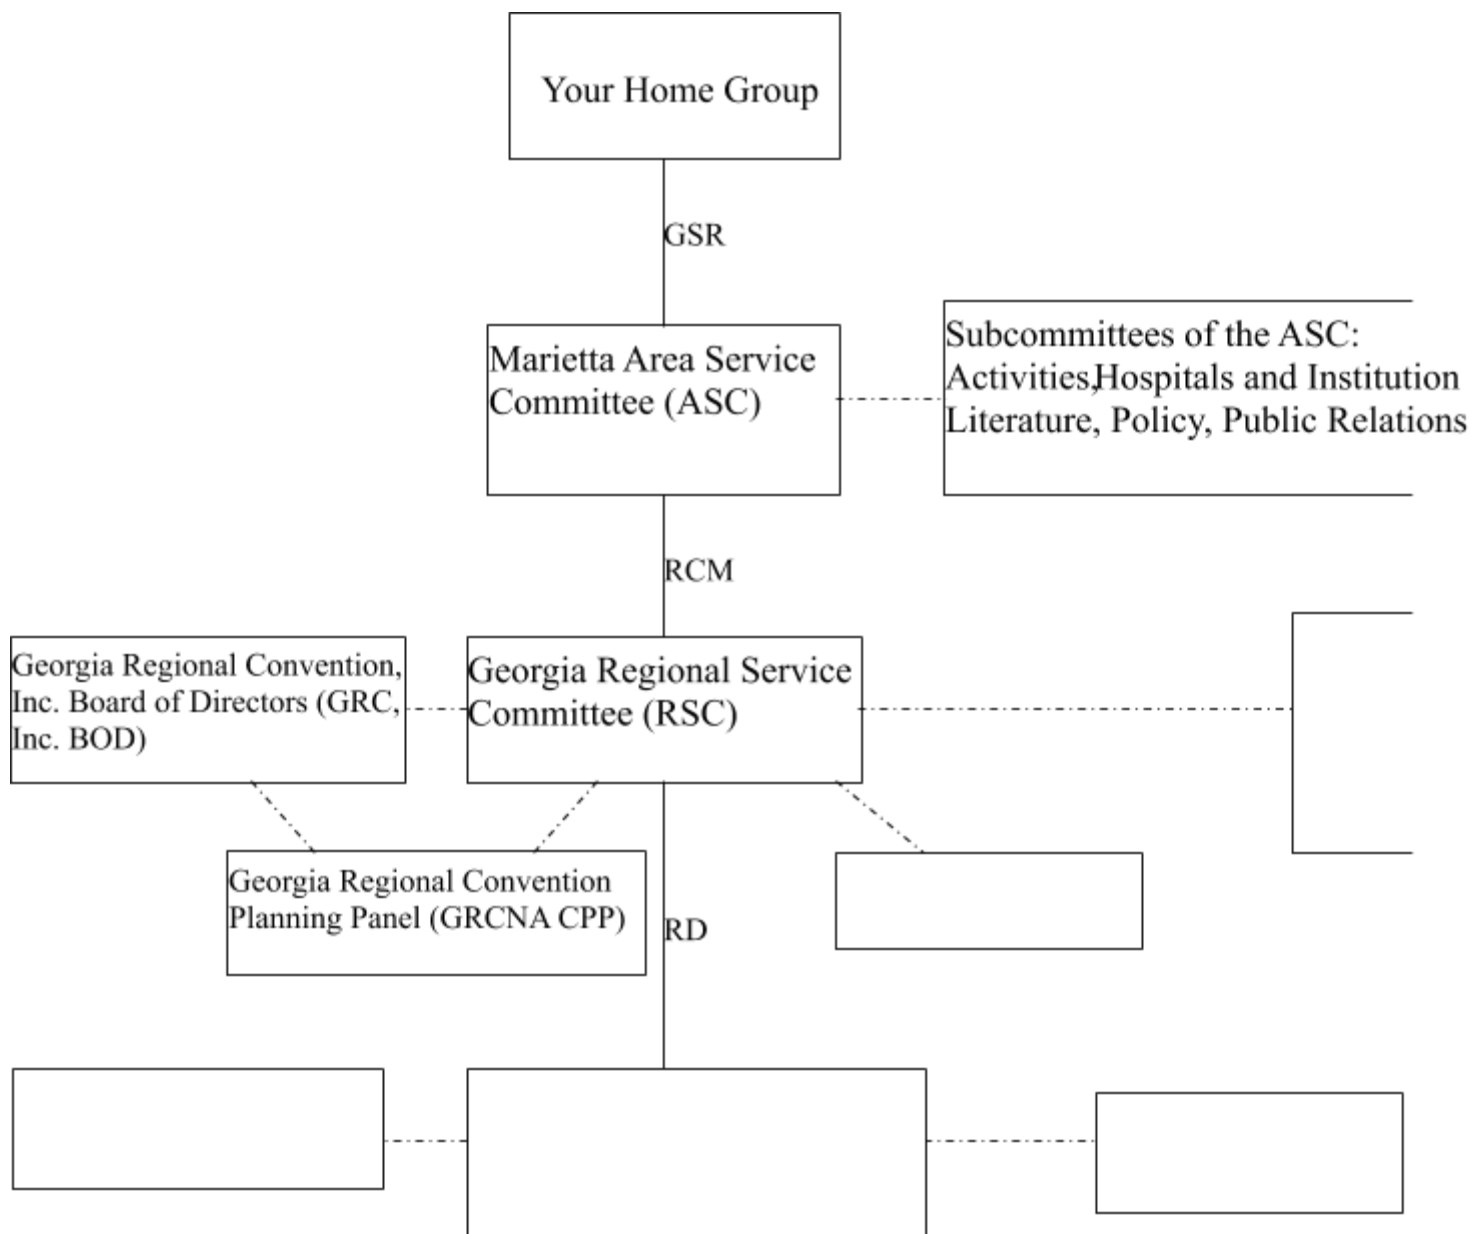 Your Home Group
GSR
Marietta Area Service
Committee (ASC)
Subcommittees of the ASC:
Activities,Hospitals and Institution
Literature, Policy, Public Relations
RCM
Georgia Regional Convention,
Inc. Board of Directors (GRC,
Inc. BOD)
Georgia Regional Service
Committee (RSC)
Georgia Regional Convention
Planning Panel (GRCNA CPP)
RD